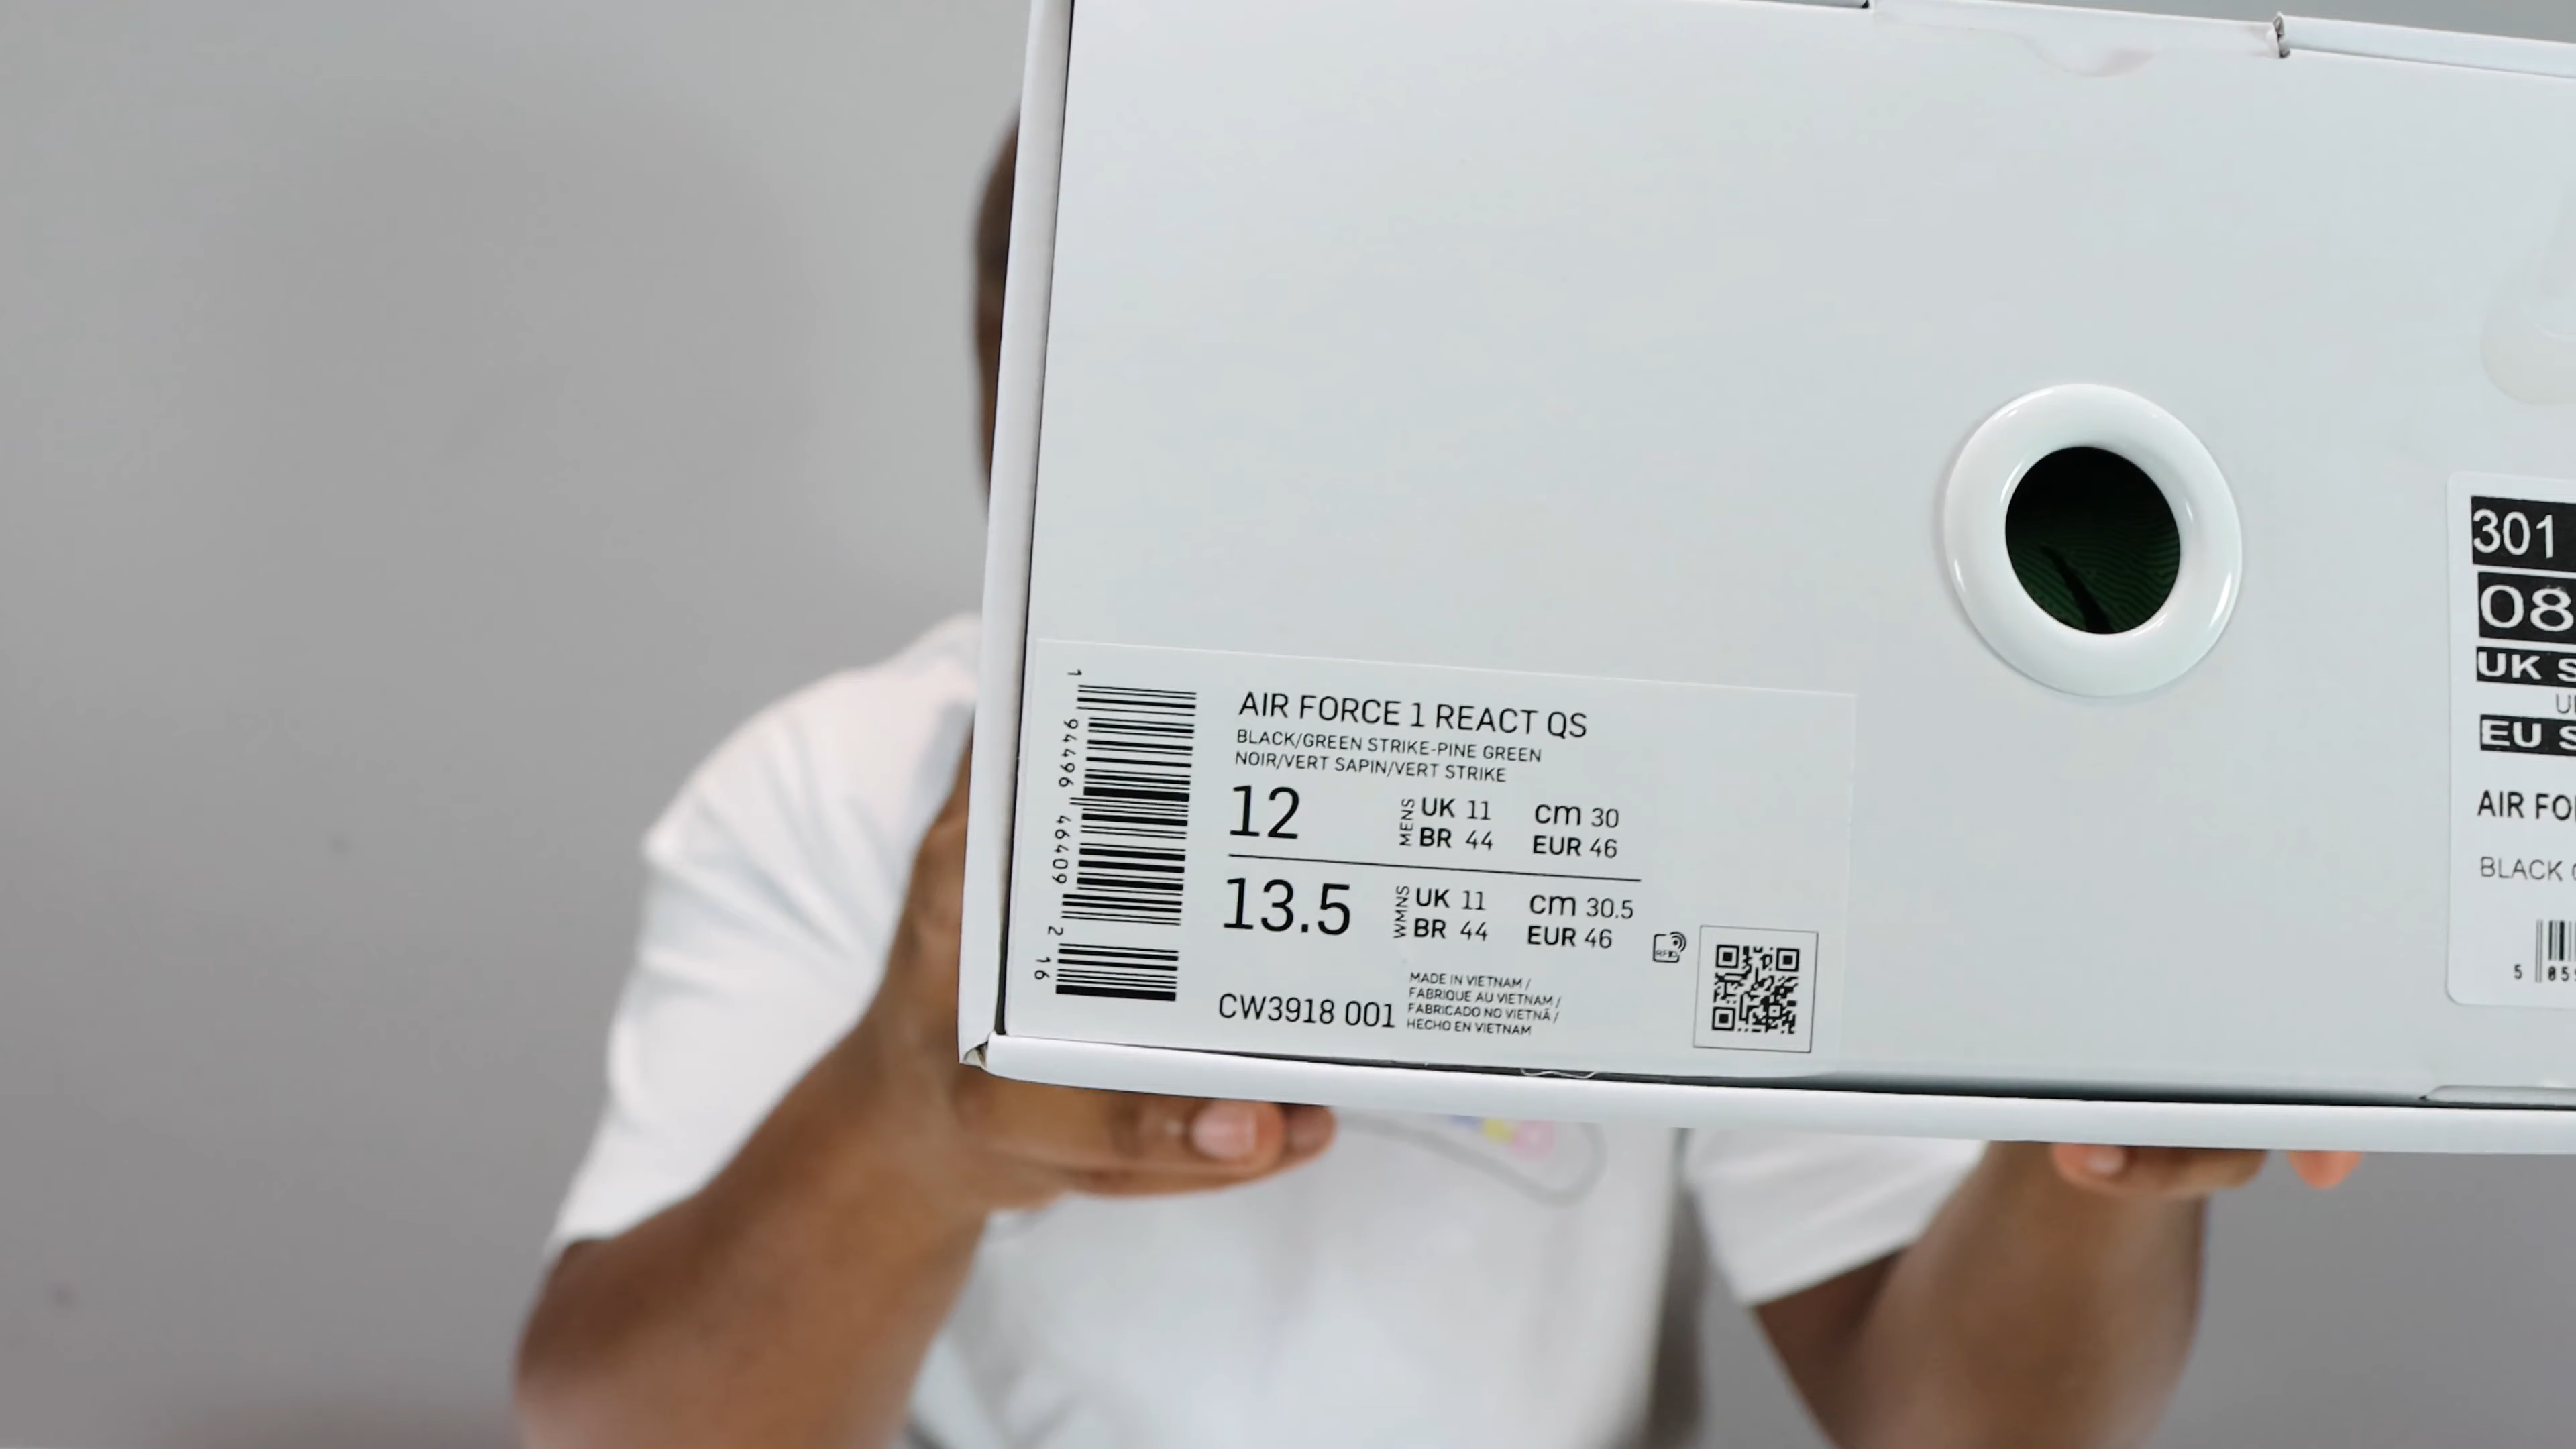 1 94496 46409 2 16
AIR FORCE 1 REACT QS
BLACK/GREEN STRIKE-PINE GREEN
NOIR/VERT SAPIN/VERT STRIKE
12 MENS UK 11 cm 30
BR 44 EUR 46
13.5 WMNS UK 11 cm 30.5
BR 44 EUR 46
RFID
CW3918 001
MADE IN VIETNAM /
FABRIQUE AU VIETNAM /
FABRICADO NO VIETNÃ /
HECHO EN VIETNAM
301
08
UK S
EU S
AIR FO
BLACK
5 05